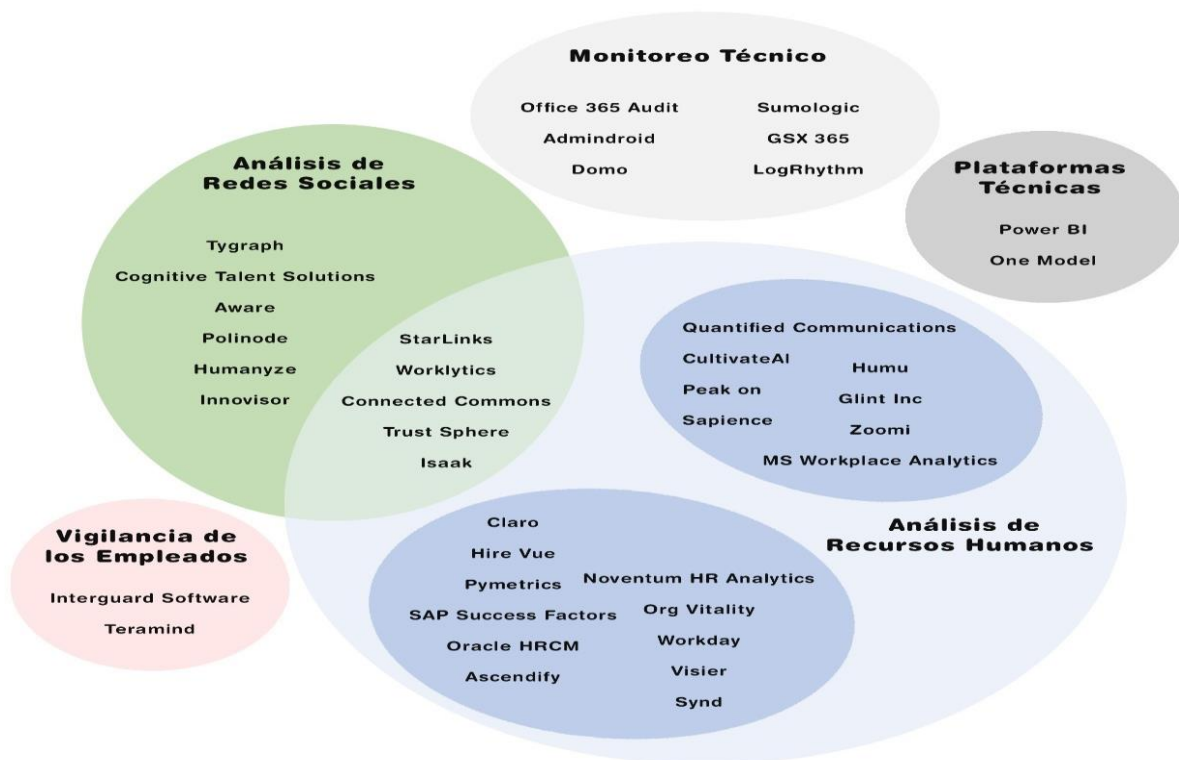 Monitoreo Técnico
Office 365 Audit
Admindroid
Domo
Sumologic
GSX 365
LogRhythm
Plataformas
Técnicas
Power BI
One Model
Análisis de
Redes Sociales
Tygraph
Cognitive Talent Solutions
Aware
Polinode
Humanyze
Innovisor
StarLinks
Worklytics
Connected Commons
Trust Sphere
Isaak
Quantified Communications
CultivateAI
Peak on
Sapience
Humu
Glint Inc
Zoomi
MS Workplace Analytics
Análisis de
Recursos Humanos
Vigilancia de
los Empleados
Interguard Software
Teramind
Claro
Hire Vue
Pymetrics
SAP Success Factors
Oracle HRCM
Ascendify
Noventum HR Analytics
Org Vitality
Workday
Visier
Synd